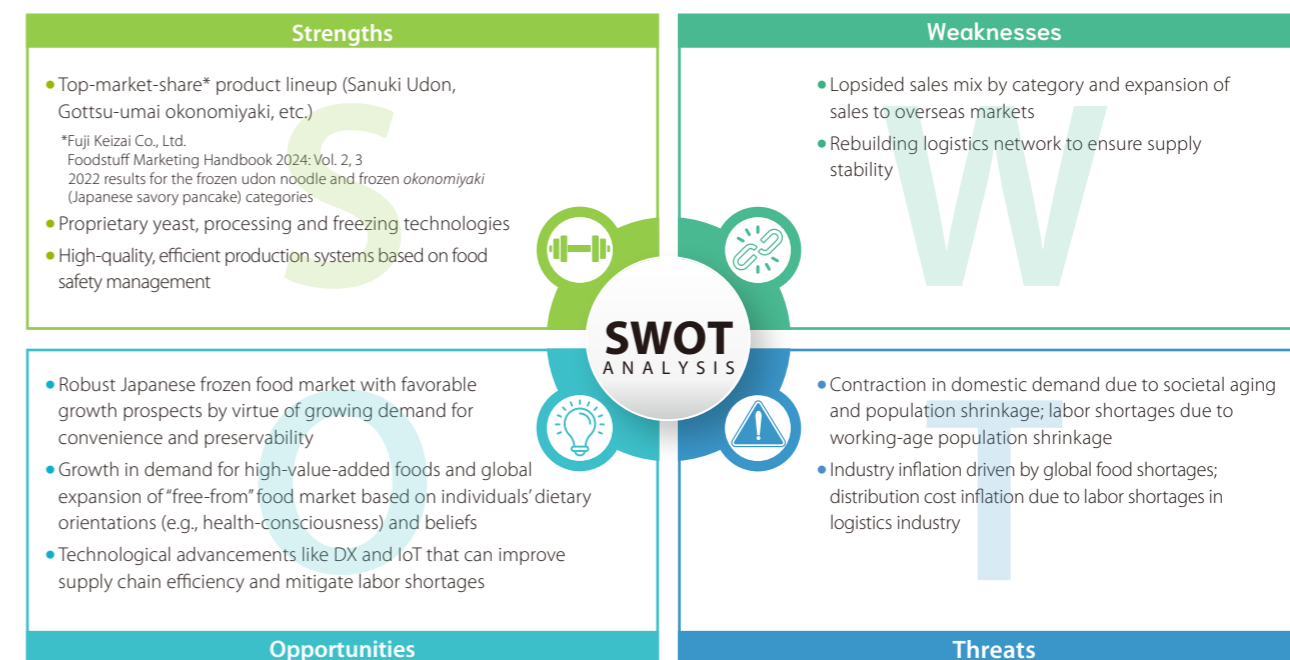 Strengths
• Top-market-share* product lineup (Sanuki Udon,
Gottsu-umai okonomiyaki, etc.)
*Fuji Keizai Co., Ltd.
Foodstuff Marketing Handbook 2024: Vol. 2, 3
2022 results for the frozen udon noodle and frozen okonomiyaki
(Japanese savory pancake) categories
• Proprietary yeast, processing and freezing technologies
• High-quality, efficient production systems based on food
safety management
S
Weaknesses
• Lopsided sales mix by category and expansion of
sales to overseas markets
• Rebuilding logistics network to ensure supply
stability
W
SWOT
ANALYSIS
• Robust Japanese frozen food market with favorable
growth prospects by virtue of growing demand for
convenience and preservability
• Growth in demand for high-value-added foods and global
expansion of “free-from” food market based on individuals’ dietary
orientations (e.g., health-consciousness) and beliefs
• Technological advancements like DX and IoT that can improve
supply chain efficiency and mitigate labor shortages
O
Opportunities
• Contraction in domestic demand due to societal aging
and population shrinkage; labor shortages due to
working-age population shrinkage
• Industry inflation driven by global food shortages;
distribution cost inflation due to labor shortages in
logistics industry
T
Threats